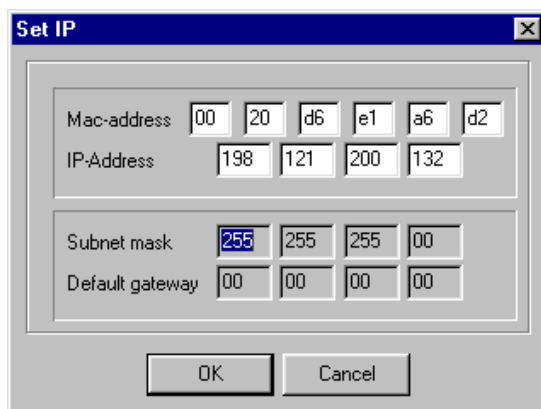 Set IP
Mac-address 00 20 d6 e1 a6 d2
IP-Address 198 121 200 132
Subnet mask 255 255 255 00
Default gateway 00 00 00 00
OK Cancel